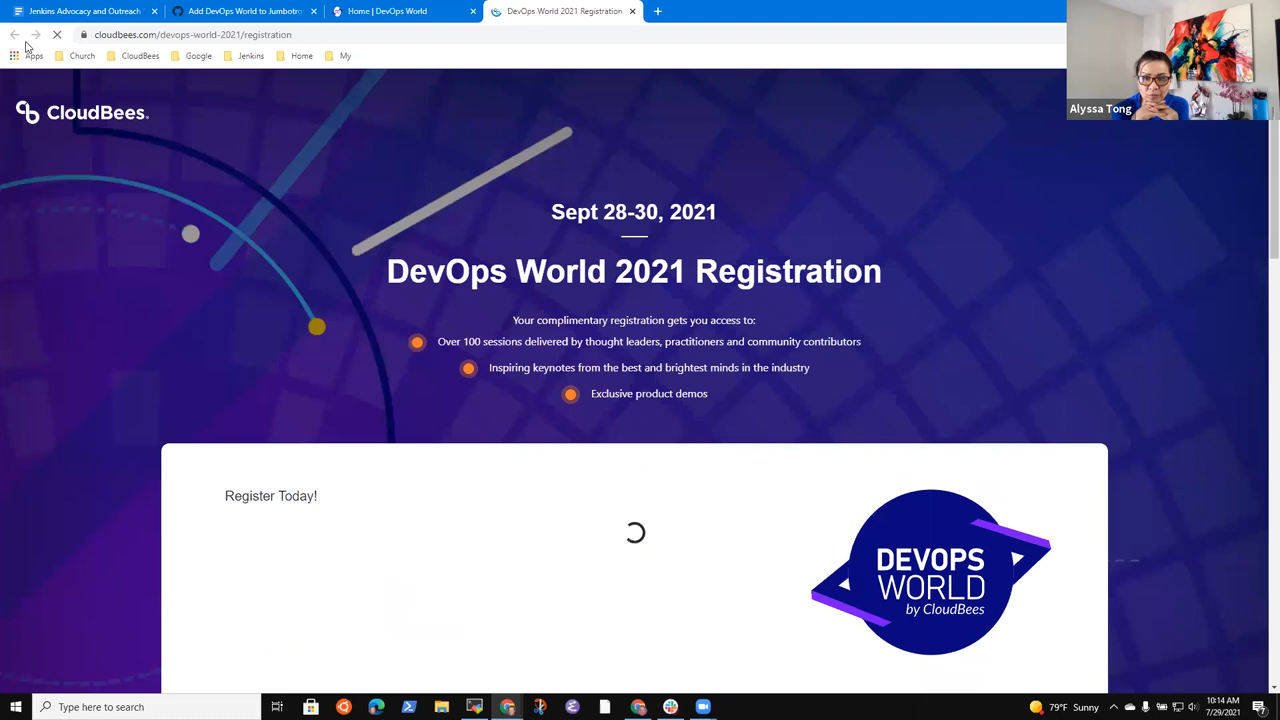 Jenkins Advocacy and Outreach
Add DevOps World to Jumbotro
Home | DevOps World
DevOps World 2021 Registration
cloudbees.com/devops-world-2021/registration
Apps
Church
CloudBees
Google
Jenkins
Home
My
Alyssa Tong
CloudBees.
Sept 28-30, 2021
DevOps World 2021 Registration
Your complimentary registration gets you access to:
Over 100 sessions delivered by thought leaders, practitioners and community contributors
Inspiring keynotes from the best and brightest minds in the industry
Exclusive product demos
Register Today!
DEVOPS
WORLD
by CloudBees
Type here to search
79°F Sunny
10:14 AM
7/29/2021